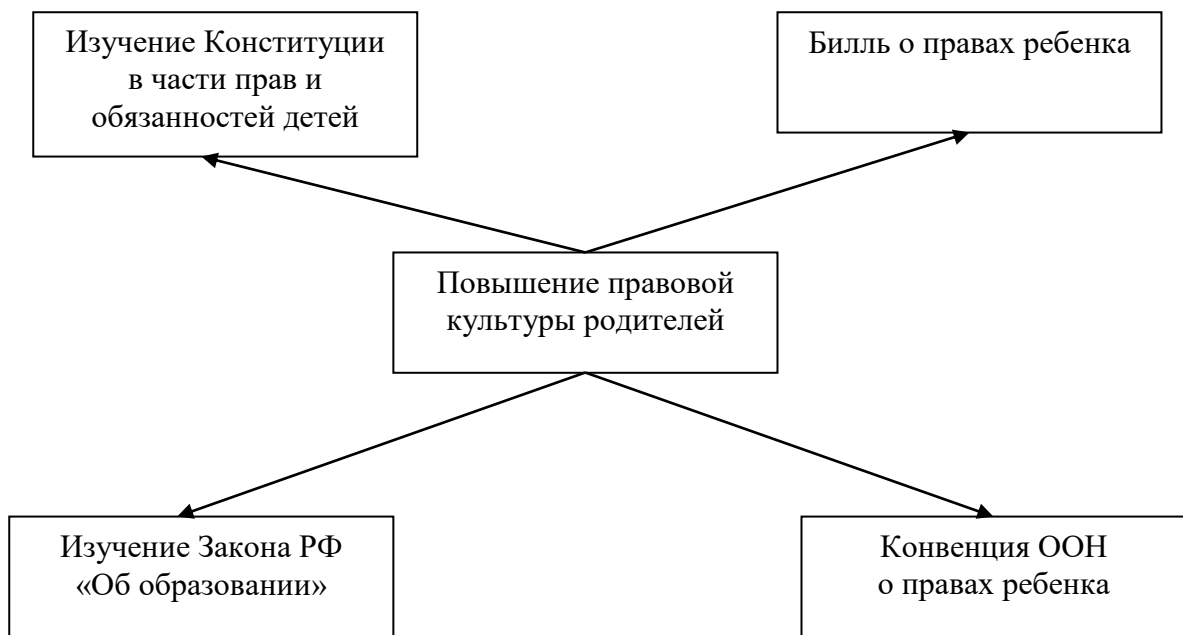 Изучение Конституции
в части прав и
обязанностей детей
Билль о правах ребенка
Повышение правовой
культуры родителей
Изучение Закона РФ
«Об образовании»
Конвенция ООН
о правах ребенка